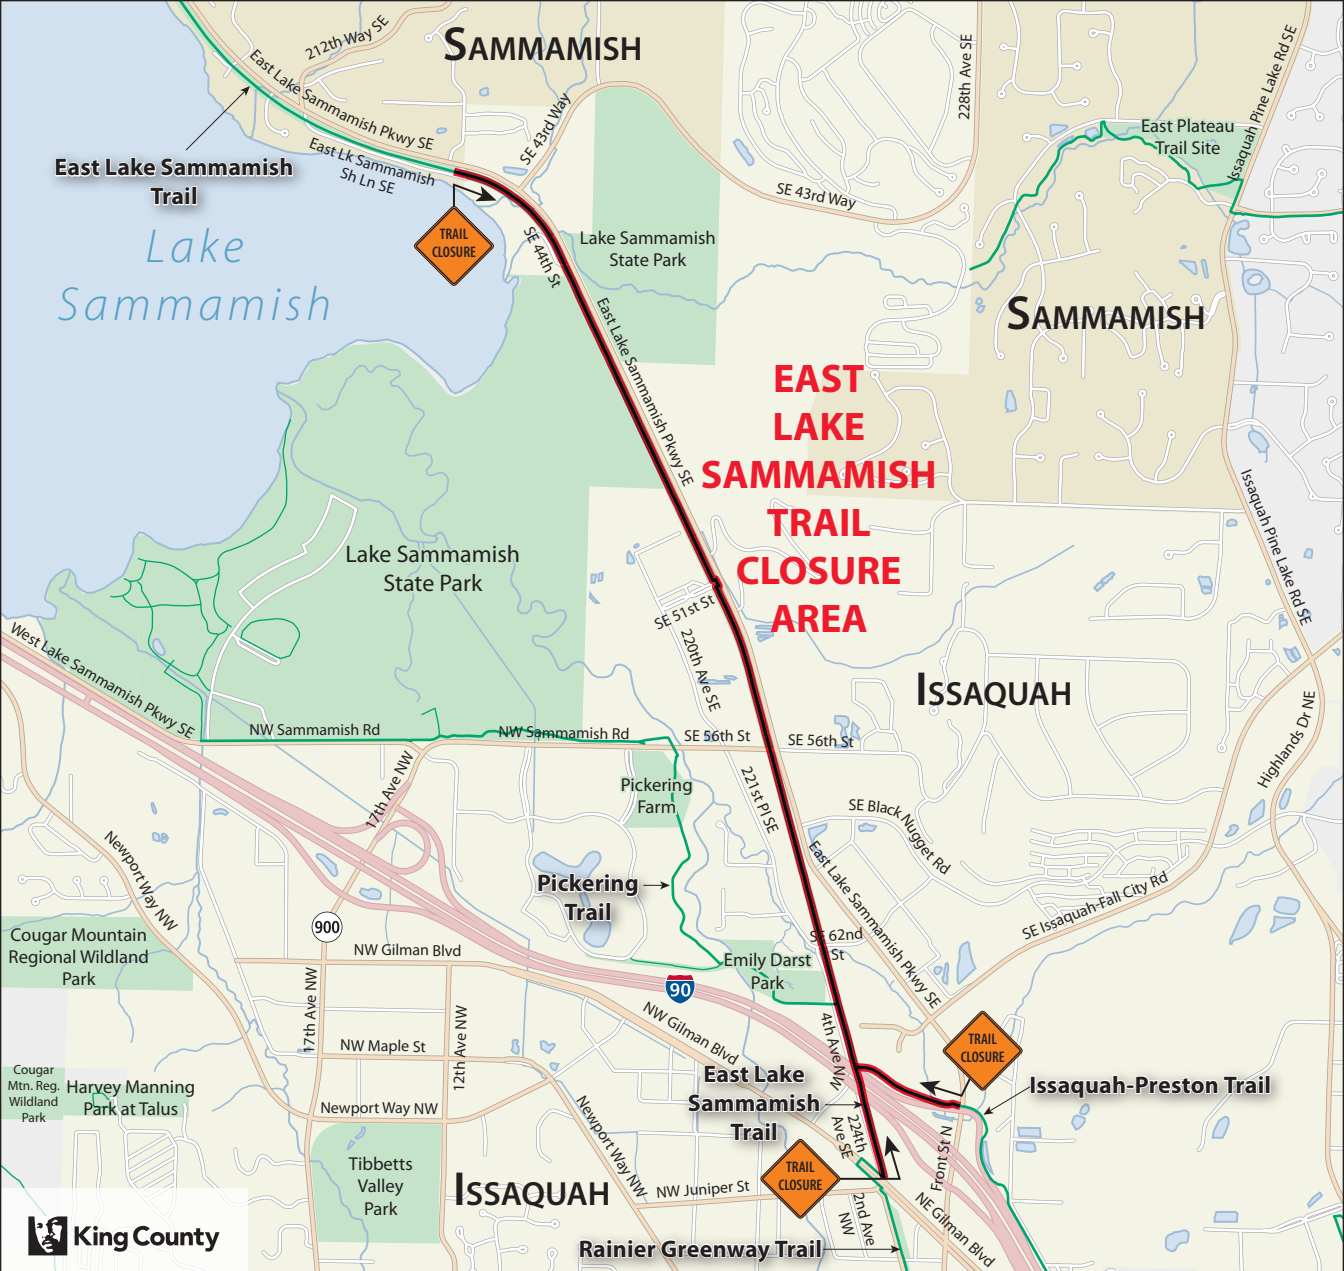 212th Way SE
SAMMAMISH
East Lake Sammamish Pkwy SE
SE 43rd Way
228th Ave SE
Issaquah Pine Lake Rd SE
East Plateau
Trail Site
East Lk Sammamish
Sh Ln SE
East Lake Sammamish
Trail
SE 43rd Way
Lake
Sammamish
TRAIL
CLOSURE
SE 44th St
Lake Sammamish
State Park
SAMMAMISH
East Lake Sammamish Pkwy SE
EAST
LAKE
SAMMAMISH
TRAIL
CLOSURE
AREA
Issaquah Pine Lake Rd SE
Lake Sammamish
State Park
SE 51st St
220th Ave SE
West Lake Sammamish Pkwy SE
ISSAQUAH
NW Sammamish Rd
NW Sammamish Rd
SE 56th St
SE 56th St
Highlands Dr NE
17th Ave NW
Pickering
Farm
221st Pl SE
SE Black Nugget Rd
Newport Way NW
East Lake Sammamish Pkwy SE
Pickering
Trail
SE Issaquah-Fall City Rd
900
Cougar Mountain
Regional Wildland
Park
NW Gilman Blvd
SE 62nd
St
Emily Darst
Park
90
17th Ave NW
12th Ave NW
NW Gilman Blvd
4th Ave NW
NW Maple St
TRAIL
CLOSURE
Cougar
Mtn. Reg.
Wildland
Park
Harvey Manning
Park at Talus
East Lake
Sammamish
Trail
Issaquah-Preston Trail
Newport Way NW
Newport Way NW
224th
Ave SE
Front St N
Tibbetts
Valley
Park
ISSAQUAH
TRAIL
CLOSURE
NW Juniper St
2nd Ave
NW
NE Gilman Blvd
King County
Rainier Greenway Trail